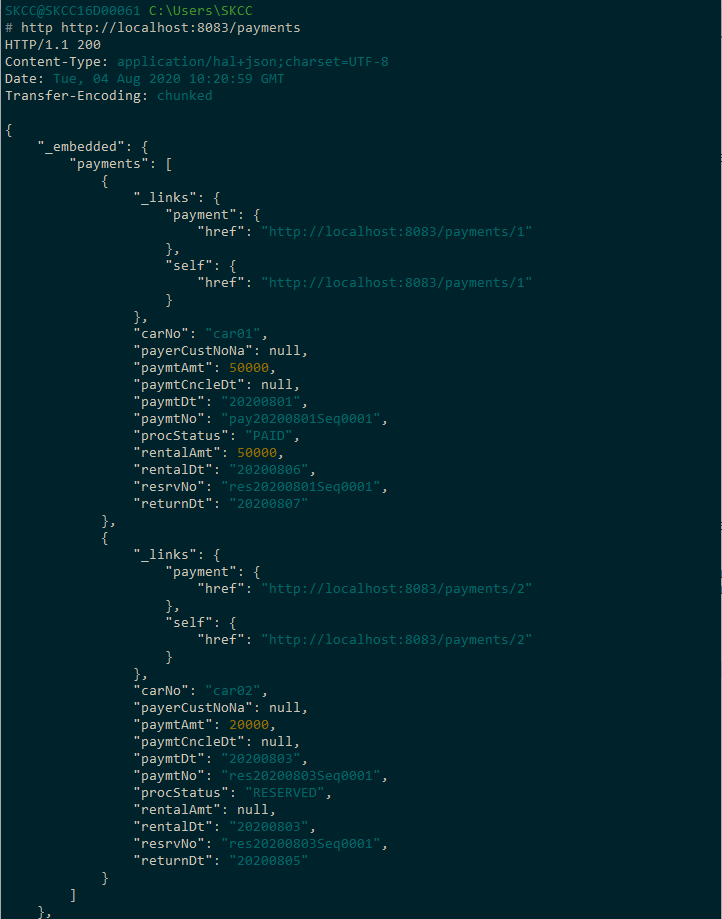 SKCC@SKCC16D00061 C:\Users\SKCC
# http http://localhost:8083/payments
HTTP/1.1 200
Content-Type: application/hal+json;charset=UTF-8
Date: Tue, 04 Aug 2020 10:20:59 GMT
Transfer-Encoding: chunked

{
    "_embedded": {
        "payments": [
            {
                "_links": {
                    "payment": {
                        "href": "http://localhost:8083/payments/1"
                    },
                    "self": {
                        "href": "http://localhost:8083/payments/1"
                    }
                },
                "carNo": "car01",
                "payerCustNoNa": null,
                "paymtAmt": 50000,
                "paymtCncleDt": null,
                "paymtDt": "20200801",
                "paymtNo": "pay20200801Seq0001",
                "procStatus": "PAID",
                "rentalAmt": 50000,
                "rentalDt": "20200806",
                "resrvNo": "res20200801Seq0001",
                "returnDt": "20200807"
            },
            {
                "_links": {
                    "payment": {
                        "href": "http://localhost:8083/payments/2"
                    },
                    "self": {
                        "href": "http://localhost:8083/payments/2"
                    }
                },
                "carNo": "car02",
                "payerCustNoNa": null,
                "paymtAmt": 20000,
                "paymtCncleDt": null,
                "paymtDt": "20200803",
                "paymtNo": "res20200803Seq0001",
                "procStatus": "RESERVED",
                "rentalAmt": null,
                "rentalDt": "20200803",
                "resrvNo": "res20200803Seq0001",
                "returnDt": "20200805"
            }
        ]
    },